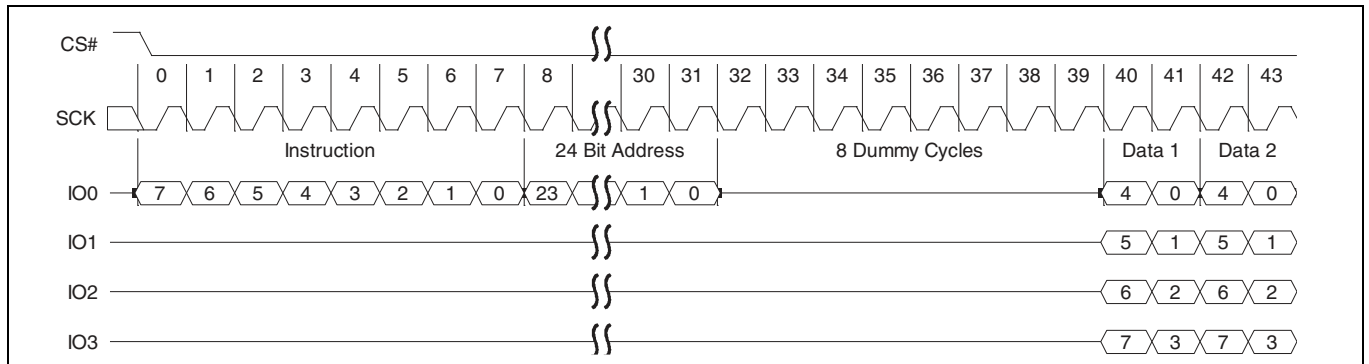 CS#
0 1 2 3 4 5 6 7 8 30 31 32 33 34 35 36 37 38 39 40 41 42 43
SCK
Instruction 24 Bit Address 8 Dummy Cycles Data 1 Data 2
IO0 7 6 5 4 3 2 1 0 23 1 0 4 0 4 0
IO1 5 1 5 1
IO2 6 2 6 2
IO3 7 3 7 3